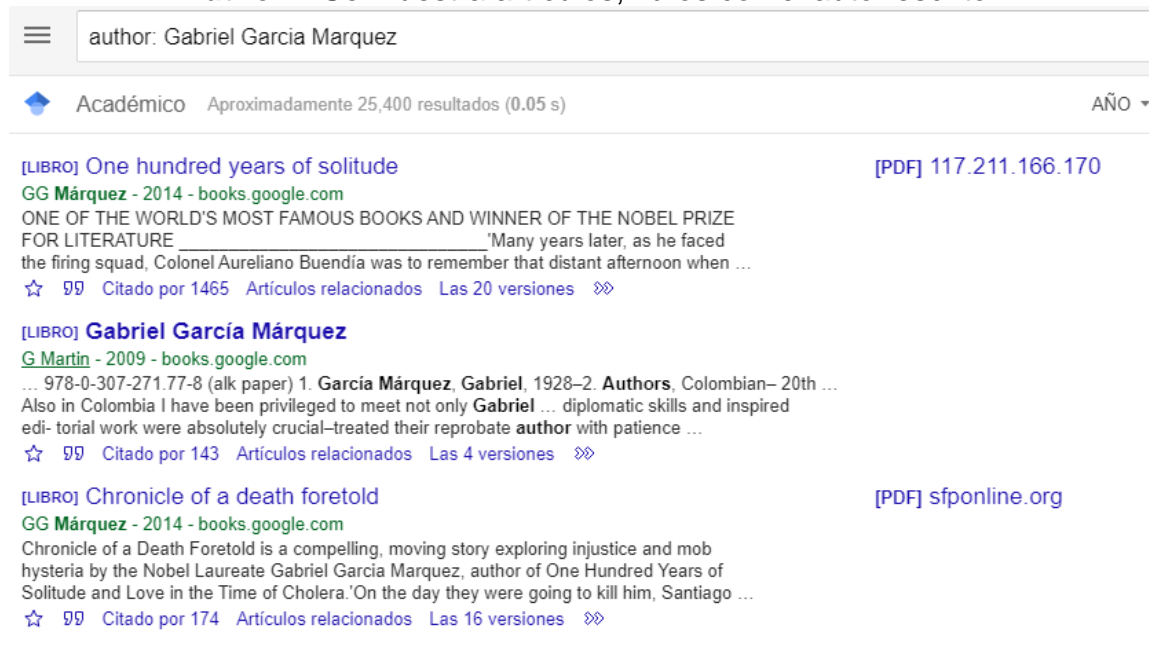 author: Gabriel Garcia Marquez
Académico Aproximadamente 25,400 resultados (0.05 s) AÑO
[LIBRO] One hundred years of solitude [PDF] 117.211.166.170
GG Márquez - 2014 - books.google.com
ONE OF THE WORLD'S MOST FAMOUS BOOKS AND WINNER OF THE NOBEL PRIZE
FOR LITERATURE _______________________________'Many years later, as he faced
the firing squad, Colonel Aureliano Buendía was to remember that distant afternoon when ...
Citado por 1465 Artículos relacionados Las 20 versiones
[LIBRO] Gabriel García Márquez
G Martin - 2009 - books.google.com
... 978-0-307-271.77-8 (alk paper) 1. García Márquez, Gabriel, 1928–2. Authors, Colombian– 20th ...
Also in Colombia I have been privileged to meet not only Gabriel ... diplomatic skills and inspired
edi- torial work were absolutely crucial–treated their reprobate author with patience ...
Citado por 143 Artículos relacionados Las 4 versiones
[LIBRO] Chronicle of a death foretold [PDF] sfponline.org
GG Márquez - 2014 - books.google.com
Chronicle of a Death Foretold is a compelling, moving story exploring injustice and mob
hysteria by the Nobel Laureate Gabriel Garcia Marquez, author of One Hundred Years of
Solitude and Love in the Time of Cholera.'On the day they were going to kill him, Santiago ...
Citado por 174 Artículos relacionados Las 16 versiones